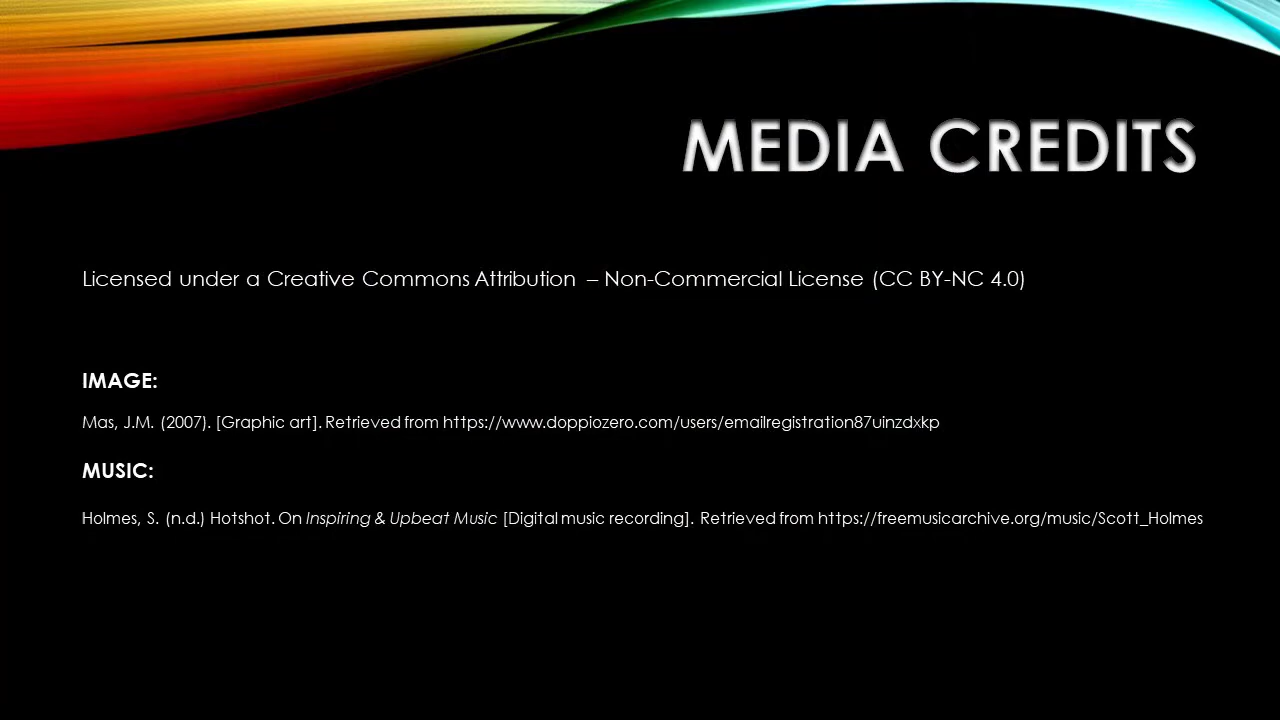 MEDIA CREDITS
Licensed under a Creative Commons Attribution – Non-Commercial License (CC BY-NC 4.0)
IMAGE:
Mas, J.M. (2007). [Graphic art]. Retrieved from https://www.doppiozero.com/users/emailregistration87uinzdxkp
MUSIC:
Holmes, S. (n.d.) Hotshot. On Inspiring & Upbeat Music [Digital music recording]. Retrieved from https://freemusicarchive.org/music/Scott_Holmes